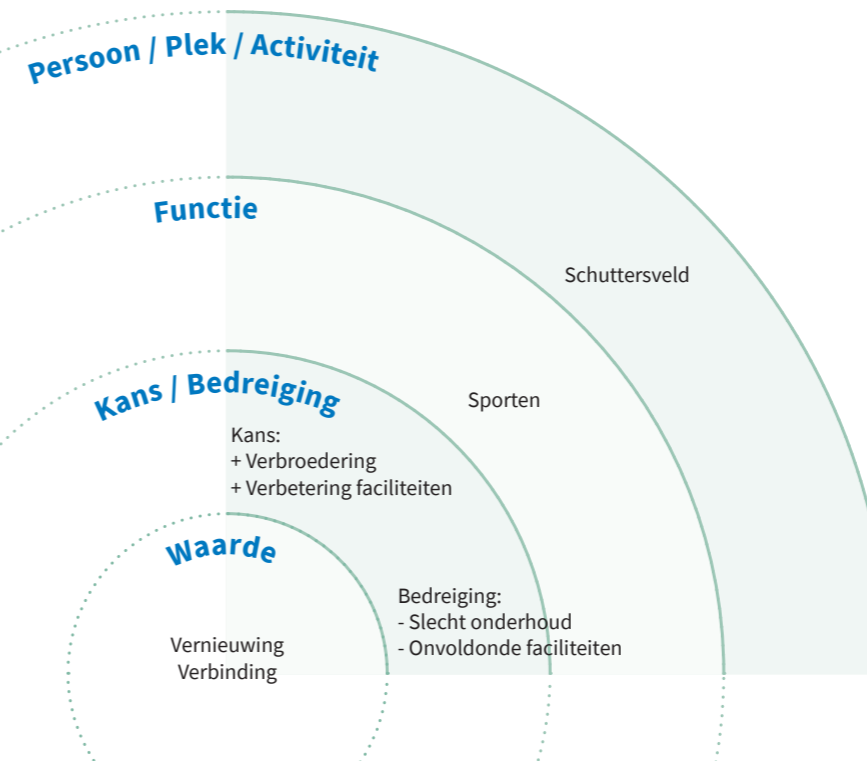 Persoon / Plek / Activiteit
Functie
Schuttersveld
Kans / Bedreiging
Sporten
Kans:
+ Verbroedering
+ Verbetering faciliteiten
Waarde
Bedreiging:
- Slecht onderhoud
- Onvoldonde faciliteiten
Vernieuwing
Verbinding